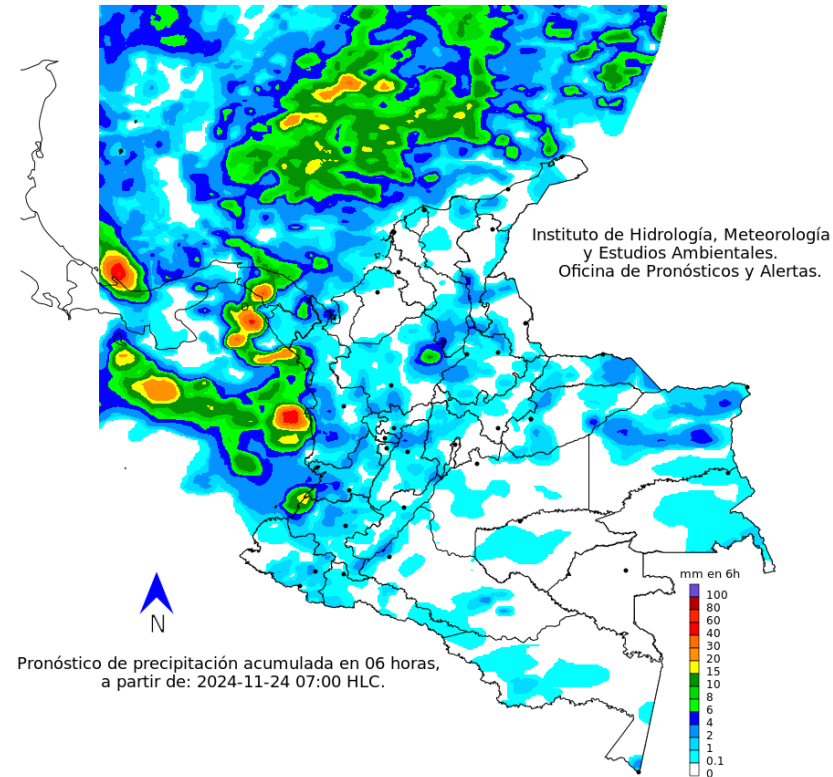 Instituto de Hidrología, Meteorología
y Estudios Ambientales.
Oficina de Pronósticos y Alertas.
N
Pronóstico de precipitación acumulada en 06 horas,
a partir de: 2024-11-24 07:00 HLC.
mm en 6h
100
80
60
40
30
20
15
10
8
6
4
2
1
0.1
0